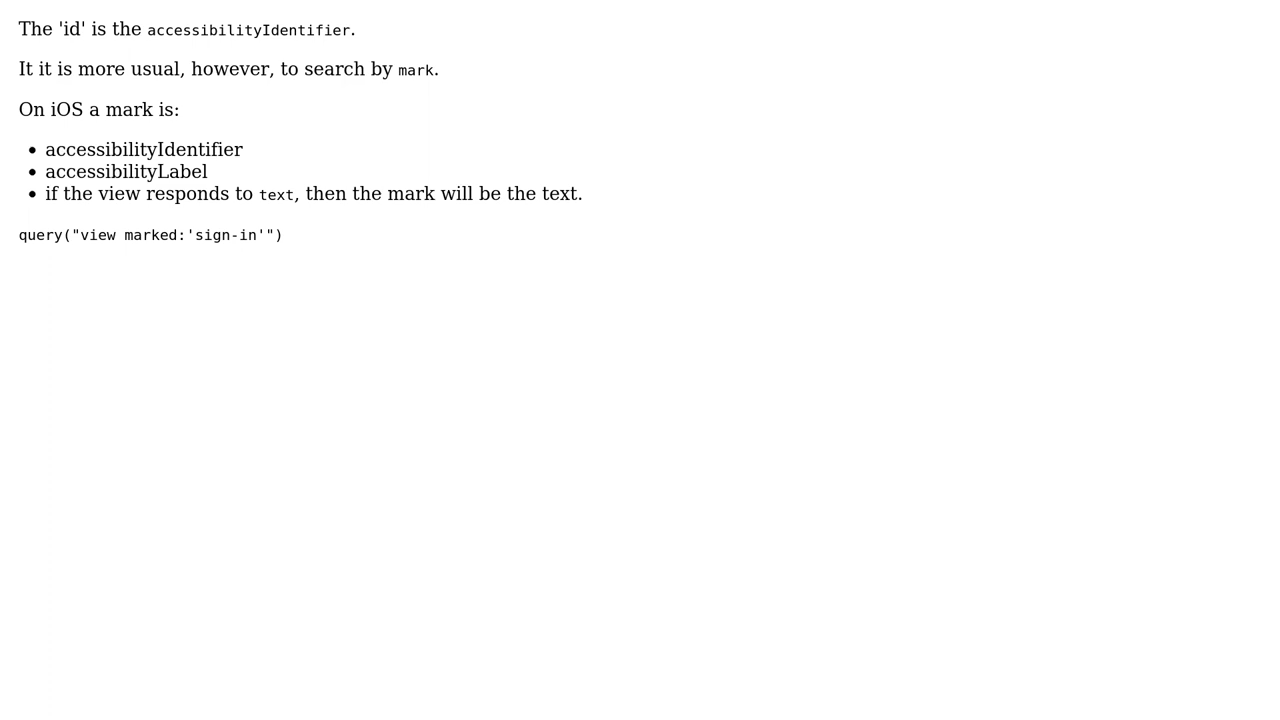 The 'id' is the accessibilityIdentifier.
It it is more usual, however, to search by mark.
On iOS a mark is:
• accessibilityIdentifier
• accessibilityLabel
• if the view responds to text, then the mark will be the text.
query("view marked:'sign-in'")